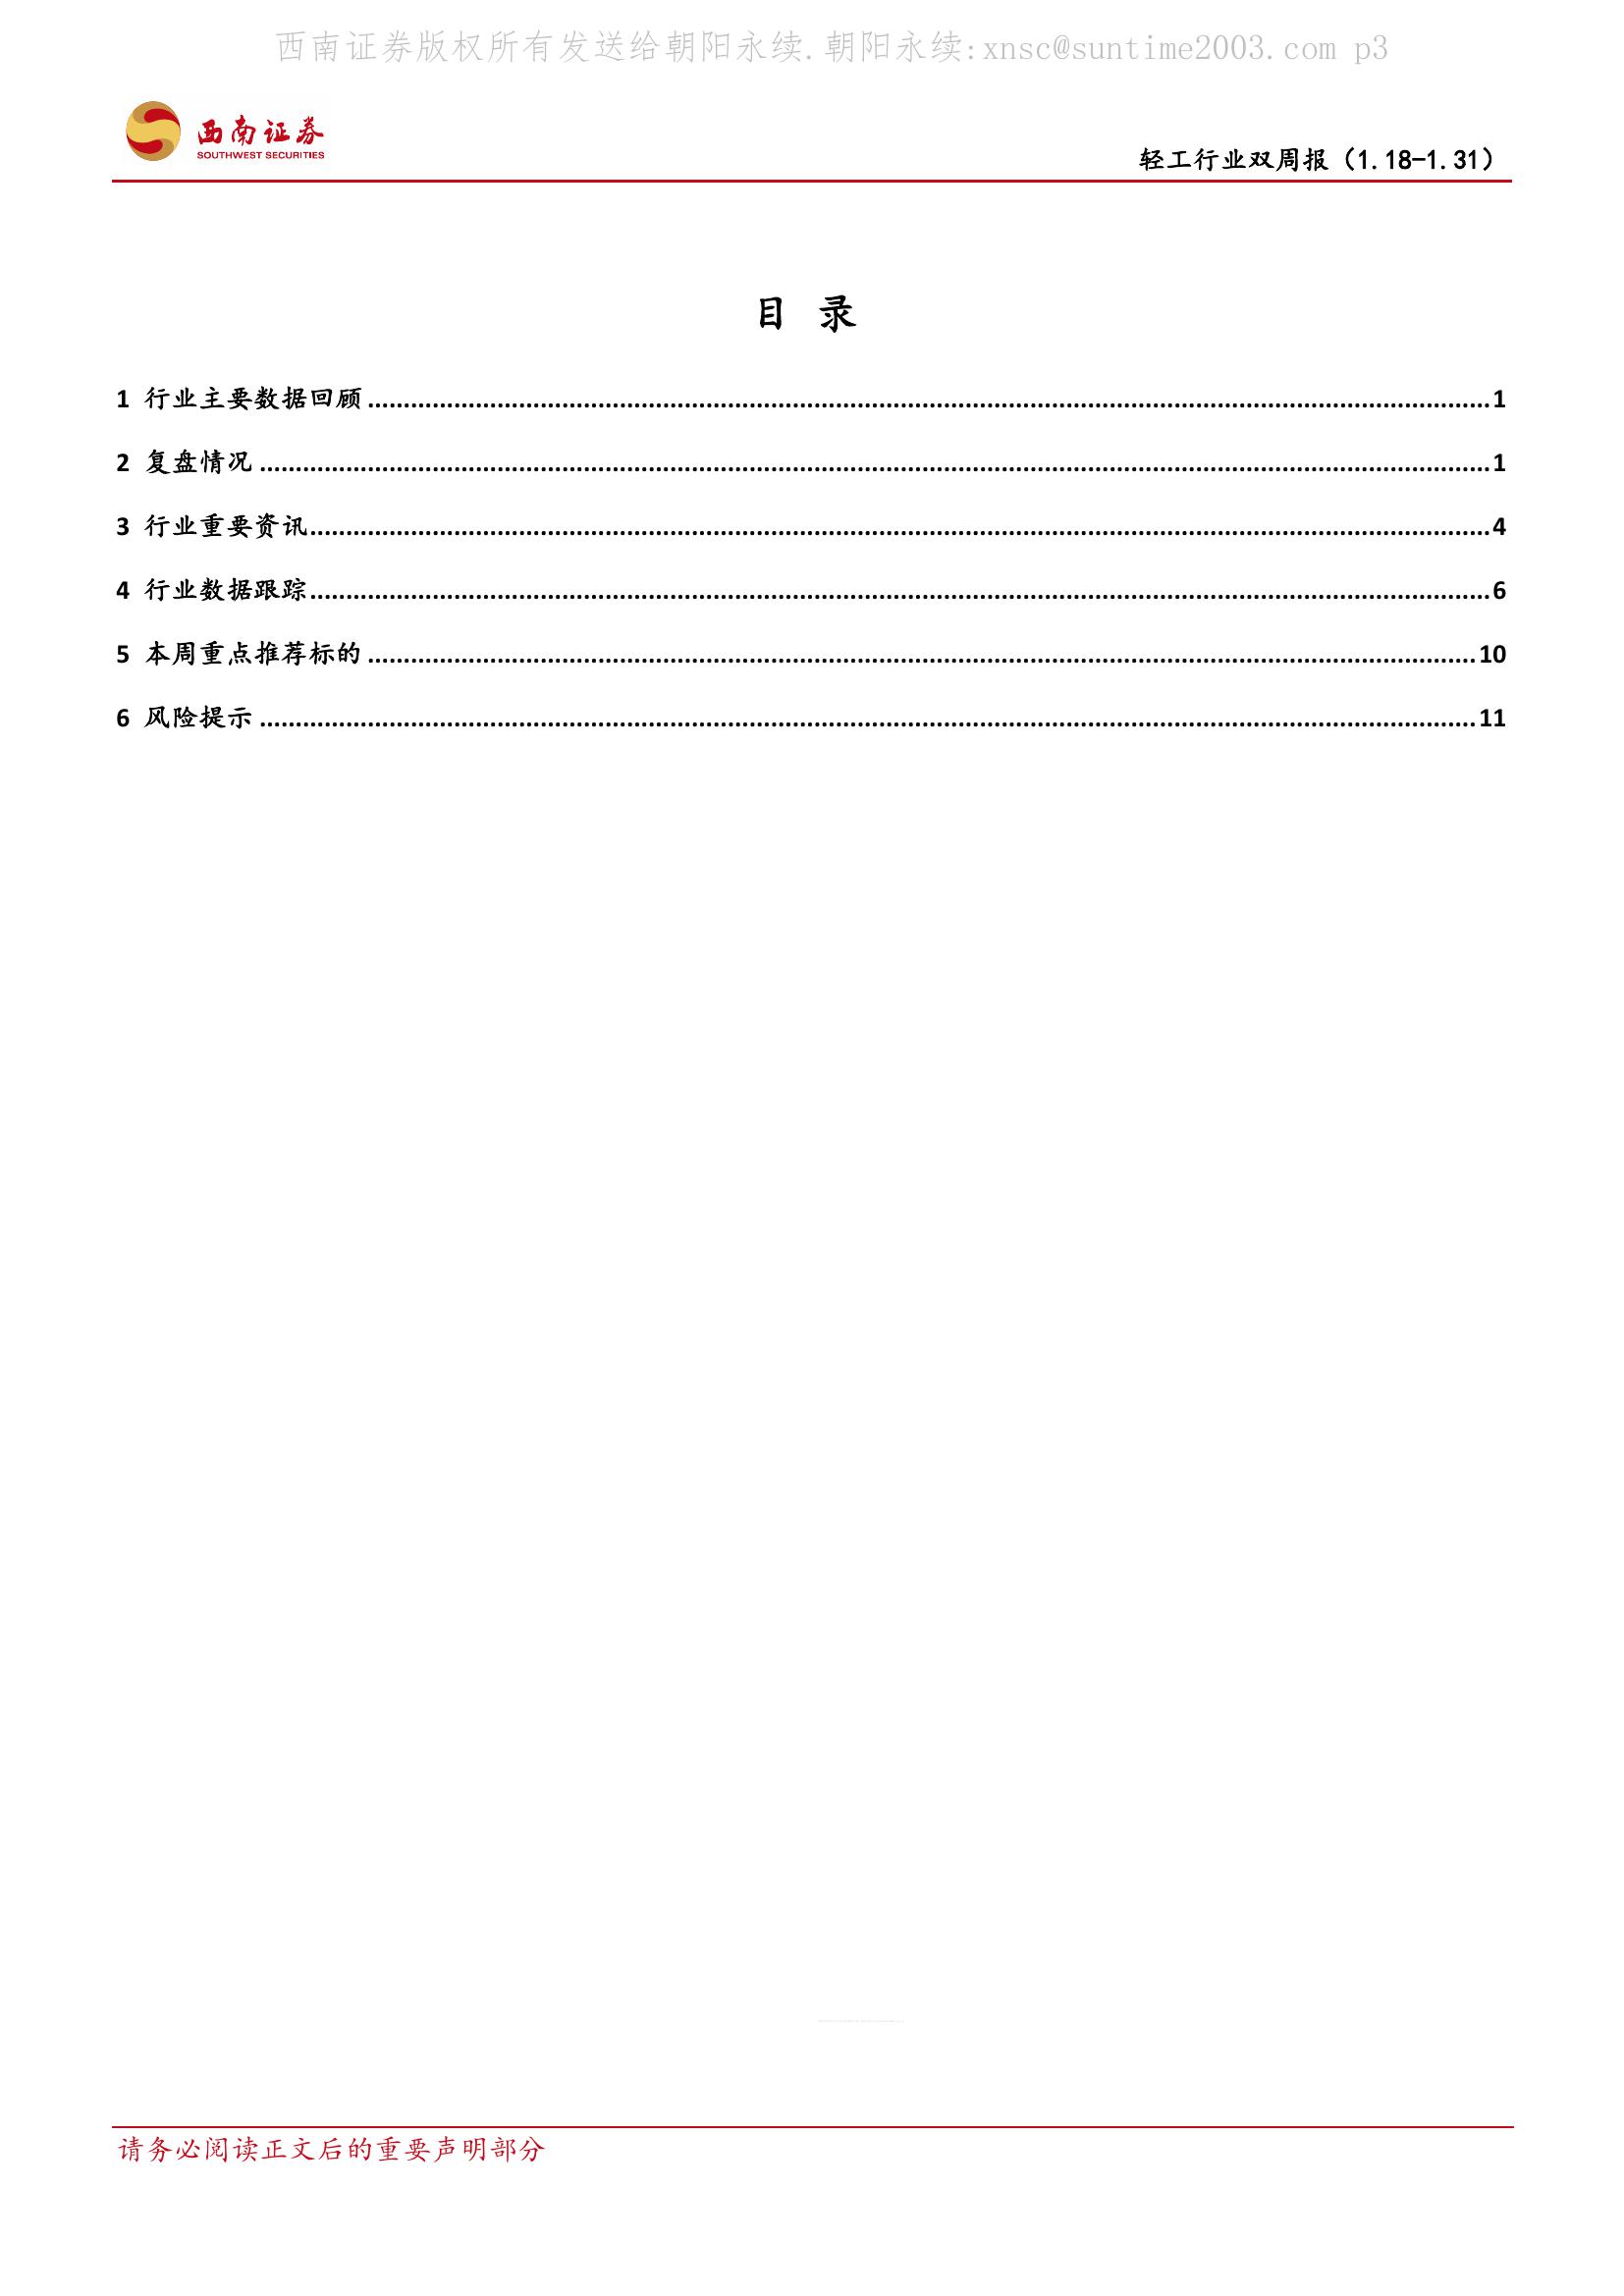 西南证券版权所有发送给朝阳永续.朝阳永续:xnsc@suntime2003.com p3
西南证券
SOUTHWEST SECURITIES
轻工行业双周报（1.18-1.31）
目 录
1 行业主要数据回顾 ........ 1
2 复盘情况 ........ 1
3 行业重要资讯 ........ 4
4 行业数据跟踪 ........ 6
5 本周重点推荐标的 ........ 10
6 风险提示 ........ 11
请务必阅读正文后的重要声明部分